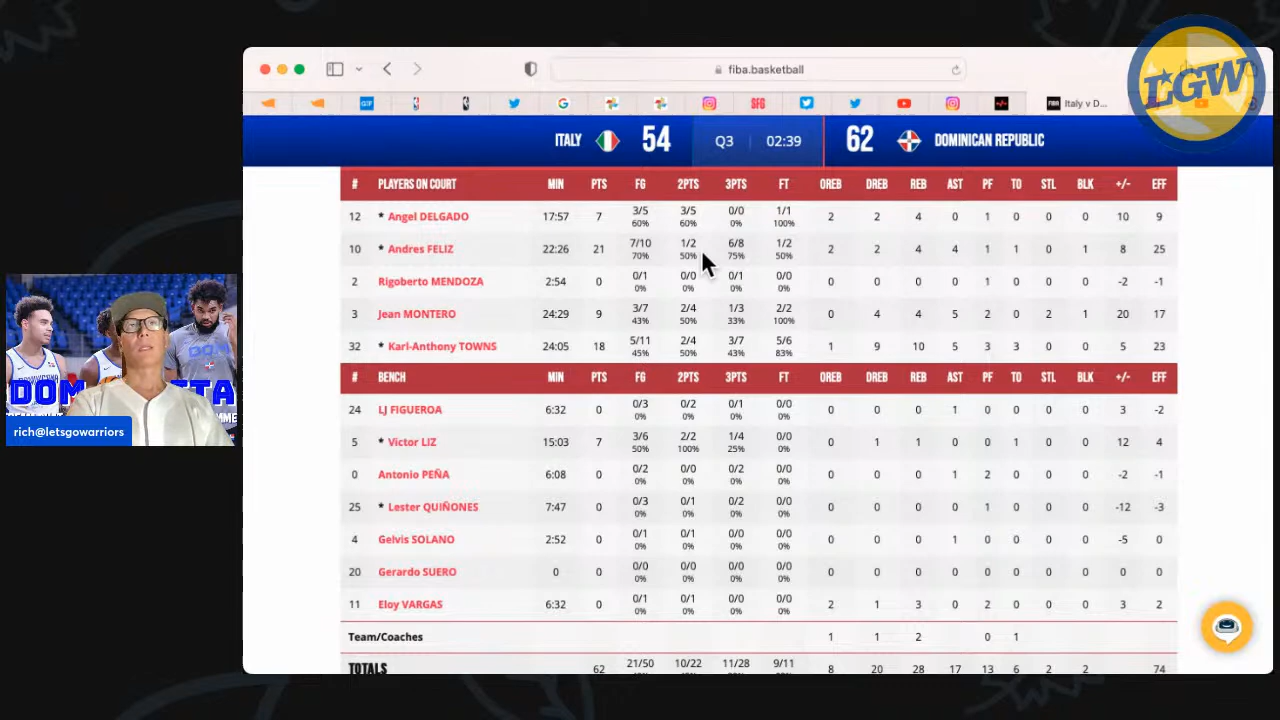 LGW
fiba.basketball
GIF
SFG
FIBA Italy v D...
ITALY 54 Q3 02:39 62 DOMINICAN REPUBLIC
# PLAYERS ON COURT MIN PTS FG 2PTS 3PTS FT OREB DREB REB AST PF TO STL BLK +/- EFF
12 * Angel DELGADO 17:57 7 3/5 3/5 0/0 1/1 2 2 4 0 1 0 0 0 10 9
60% 60% 0% 100%
10 * Andres FELIZ 22:26 21 7/10 1/2 6/8 1/2 2 2 4 4 1 1 0 1 8 25
70% 50% 75% 50%
2 Rigoberto MENDOZA 2:54 0 0/1 0/0 0/1 0/0 0 0 0 0 1 0 0 0 -2 -1
0% 0% 0% 0%
3 Jean MONTERO 24:29 9 3/7 2/4 1/3 2/2 0 4 4 5 2 0 2 1 20 17
43% 50% 33% 100%
32 * Karl-Anthony TOWNS 24:05 18 5/11 2/4 3/7 5/6 1 9 10 5 3 3 0 0 5 23
45% 50% 43% 83%
# BENCH MIN PTS FG 2PTS 3PTS FT OREB DREB REB AST PF TO STL BLK +/- EFF
24 LJ FIGUEROA 6:32 0 0/3 0/2 0/1 0/0 0 0 0 1 0 0 0 0 3 -2
0% 0% 0% 0%
5 * Victor LIZ 15:03 7 3/6 2/2 1/4 0/0 0 1 1 0 0 1 0 0 12 4
50% 100% 25% 0%
0 Antonio PEÑA 6:08 0 0/2 0/0 0/2 0/0 0 0 0 1 2 0 0 0 -2 -1
0% 0% 0% 0%
25 * Lester QUIÑONES 7:47 0 0/3 0/1 0/2 0/0 0 0 0 0 1 0 0 0 -12 -3
0% 0% 0% 0%
4 Gelvis SOLANO 2:52 0 0/1 0/1 0/0 0/0 0 0 0 1 0 0 0 0 -5 0
0% 0% 0% 0%
20 Gerardo SUERO 0 0 0/0 0/0 0/0 0/0 0 0 0 0 0 0 0 0 0 0
0% 0% 0% 0%
11 Eloy VARGAS 6:32 0 0/1 0/1 0/0 0/0 2 1 3 0 2 0 0 0 3 2
0% 0% 0% 0%
Team/Coaches 1 1 2 0 1
TOTALS 62 21/50 10/22 11/28 9/11 8 20 28 17 13 6 2 2 74
rich@letsgowarriors